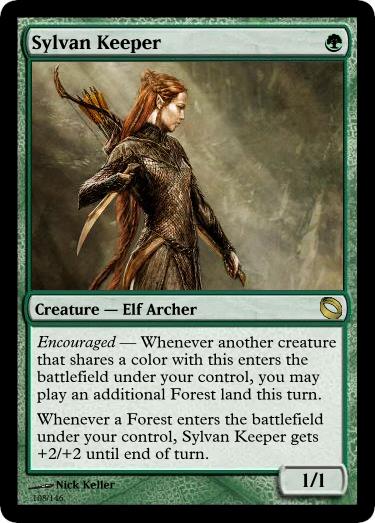 Sylvan Keeper
Creature — Elf Archer
Encouraged — Whenever another creature
that shares a color with this enters the
battlefield under your control, you may
play an additional Forest land this turn.
Whenever a Forest enters the battlefield
under your control, Sylvan Keeper gets
+2/+2 until end of turn.
1/1
Nick Keller
108/146